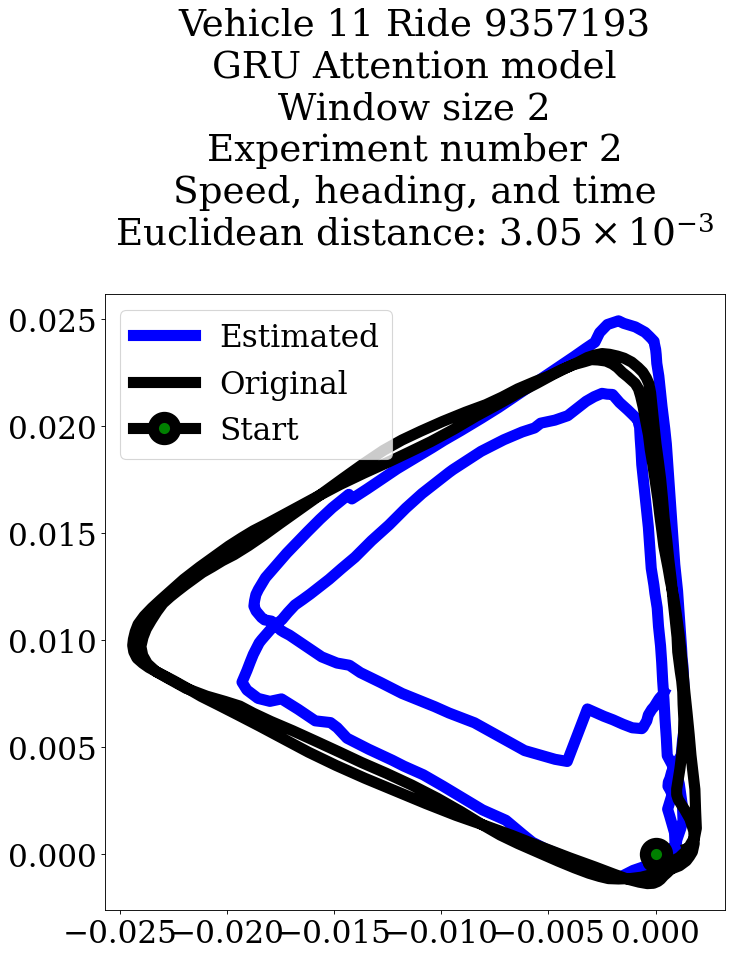 Vehicle 11 Ride 9357193
GRU Attention model
Window size 2
Experiment number 2
Speed, heading, and time
Euclidean distance: 3.05 × 10⁻³
0.025
Estimated
Original
Start
0.020
0.015
0.010
0.005
0.000
−0.025 −0.020 −0.015 −0.010 −0.005 0.000